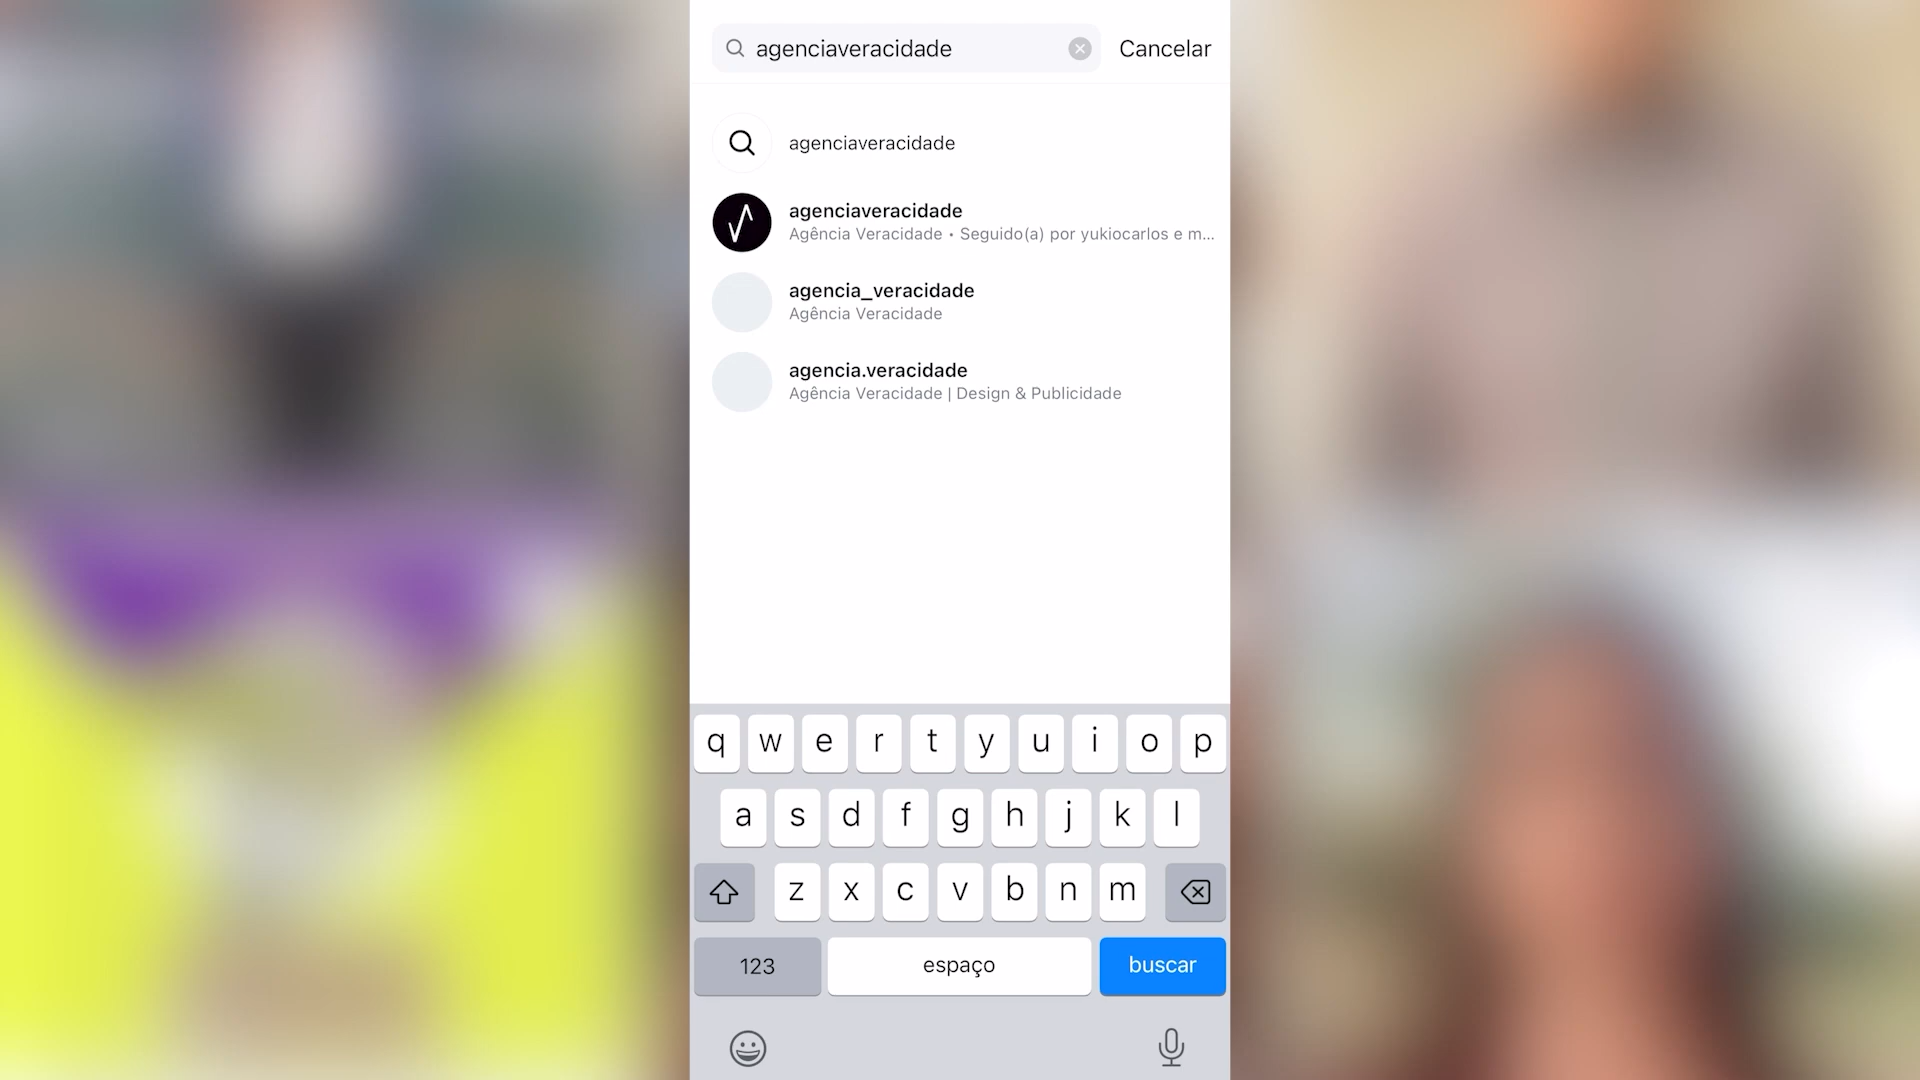 agenciaveracidade
Cancelar
agenciaveracidade
agenciaveracidade
Agência Veracidade • Seguido(a) por yukiocarlos e m...
agencia_veracidade
Agência Veracidade
agencia.veracidade
Agência Veracidade | Design & Publicidade
q w e r t y u i o p
a s d f g h j k l
z x c v b n m
123 espaço buscar